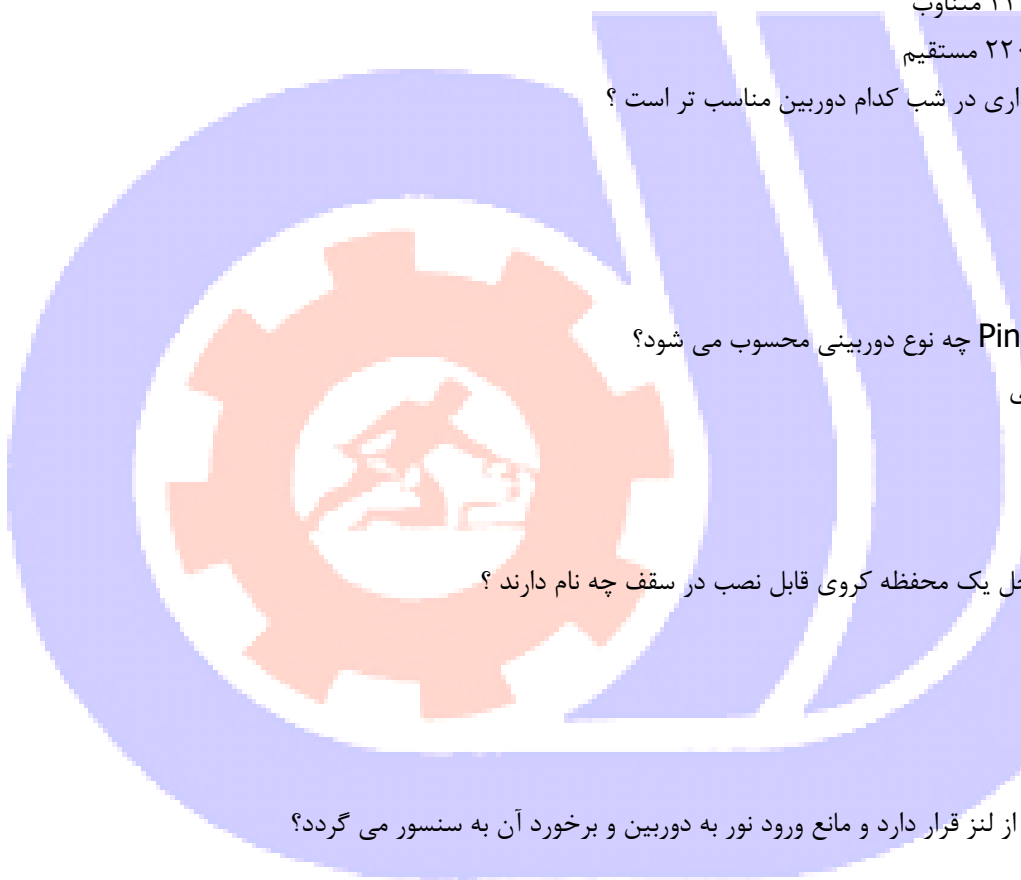 متناوب
۲۲۰ مستقیم
اری در شب کدام دوربین مناسب تر است ؟
Pin چه نوع دوربینی محسوب می شود؟
ی
خل یک محفظه کروی قابل نصب در سقف چه نام دارند ؟
از لنز قرار دارد و مانع ورود نور به دوربین و برخورد آن به سنسور می گردد؟